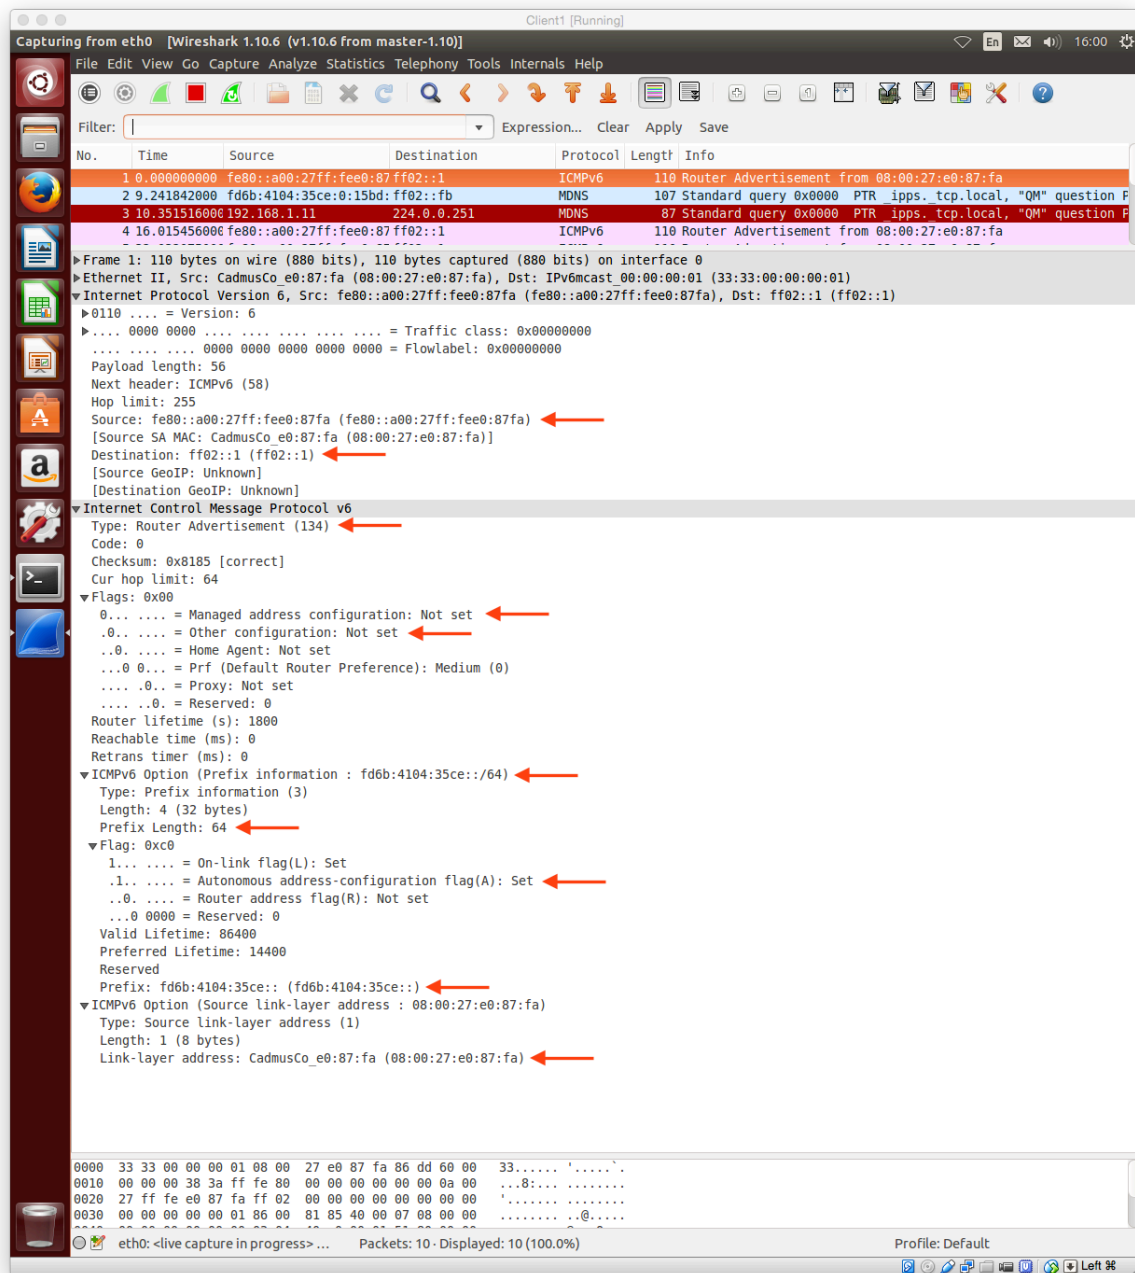 Client1 [Running]
Capturing from eth0 [Wireshark 1.10.6 (v1.10.6 from master-1.10)]
En 16:00
File Edit View Go Capture Analyze Statistics Telephony Tools Internals Help
Filter: Expression... Clear Apply Save
No. Time Source Destination Protocol Length Info
1 0.000000000 fe80::a00:27ff:fee0:87 ff02::1 ICMPv6 110 Router Advertisement from 08:00:27:e0:87:fa
2 9.241842000 fd6b:4104:35ce:0:15bd: ff02::fb MDNS 107 Standard query 0x0000 PTR _ipps._tcp.local, "QM" question P
3 10.351516000 192.168.1.11 224.0.0.251 MDNS 87 Standard query 0x0000 PTR _ipps._tcp.local, "QM" question P
4 16.015456000 fe80::a00:27ff:fee0:87 ff02::1 ICMPv6 110 Router Advertisement from 08:00:27:e0:87:fa
Frame 1: 110 bytes on wire (880 bits), 110 bytes captured (880 bits) on interface 0
Ethernet II, Src: CadmusCo_e0:87:fa (08:00:27:e0:87:fa), Dst: IPv6mcast_00:00:00:01 (33:33:00:00:00:01)
Internet Protocol Version 6, Src: fe80::a00:27ff:fee0:87fa (fe80::a00:27ff:fee0:87fa), Dst: ff02::1 (ff02::1)
0110 .... = Version: 6
.... 0000 0000 .... .... .... .... .... = Traffic class: 0x00000000
.... .... .... 0000 0000 0000 0000 0000 = Flowlabel: 0x00000000
Payload length: 56
Next header: ICMPv6 (58)
Hop limit: 255
Source: fe80::a00:27ff:fee0:87fa (fe80::a00:27ff:fee0:87fa)
[Source SA MAC: CadmusCo_e0:87:fa (08:00:27:e0:87:fa)]
Destination: ff02::1 (ff02::1)
[Source GeoIP: Unknown]
[Destination GeoIP: Unknown]
Internet Control Message Protocol v6
Type: Router Advertisement (134)
Code: 0
Checksum: 0x8185 [correct]
Cur hop limit: 64
Flags: 0x00
0... .... = Managed address configuration: Not set
.0.. .... = Other configuration: Not set
..0. .... = Home Agent: Not set
...0 0... = Prf (Default Router Preference): Medium (0)
.... .0.. = Proxy: Not set
.... ..0. = Reserved: 0
Router lifetime (s): 1800
Reachable time (ms): 0
Retrans timer (ms): 0
ICMPv6 Option (Prefix information : fd6b:4104:35ce::/64)
Type: Prefix information (3)
Length: 4 (32 bytes)
Prefix Length: 64
Flag: 0xc0
1... .... = On-link flag(L): Set
.1.. .... = Autonomous address-configuration flag(A): Set
..0. .... = Router address flag(R): Not set
...0 0000 = Reserved: 0
Valid Lifetime: 86400
Preferred Lifetime: 14400
Reserved
Prefix: fd6b:4104:35ce:: (fd6b:4104:35ce::)
ICMPv6 Option (Source link-layer address : 08:00:27:e0:87:fa)
Type: Source link-layer address (1)
Length: 1 (8 bytes)
Link-layer address: CadmusCo_e0:87:fa (08:00:27:e0:87:fa)
0000 33 33 00 00 00 01 08 00 27 e0 87 fa 86 dd 60 00 33...... '.....`.
0010 00 00 00 38 3a ff fe 80 00 00 00 00 00 00 0a 00 ...8:... ........
0020 27 ff fe e0 87 fa ff 02 00 00 00 00 00 00 00 00 '....... ........
0030 00 00 00 00 00 01 86 00 81 85 40 00 07 08 00 00 ........ ..@.....
eth0: <live capture in progress> ... Packets: 10 · Displayed: 10 (100.0%) Profile: Default
Left ⌘